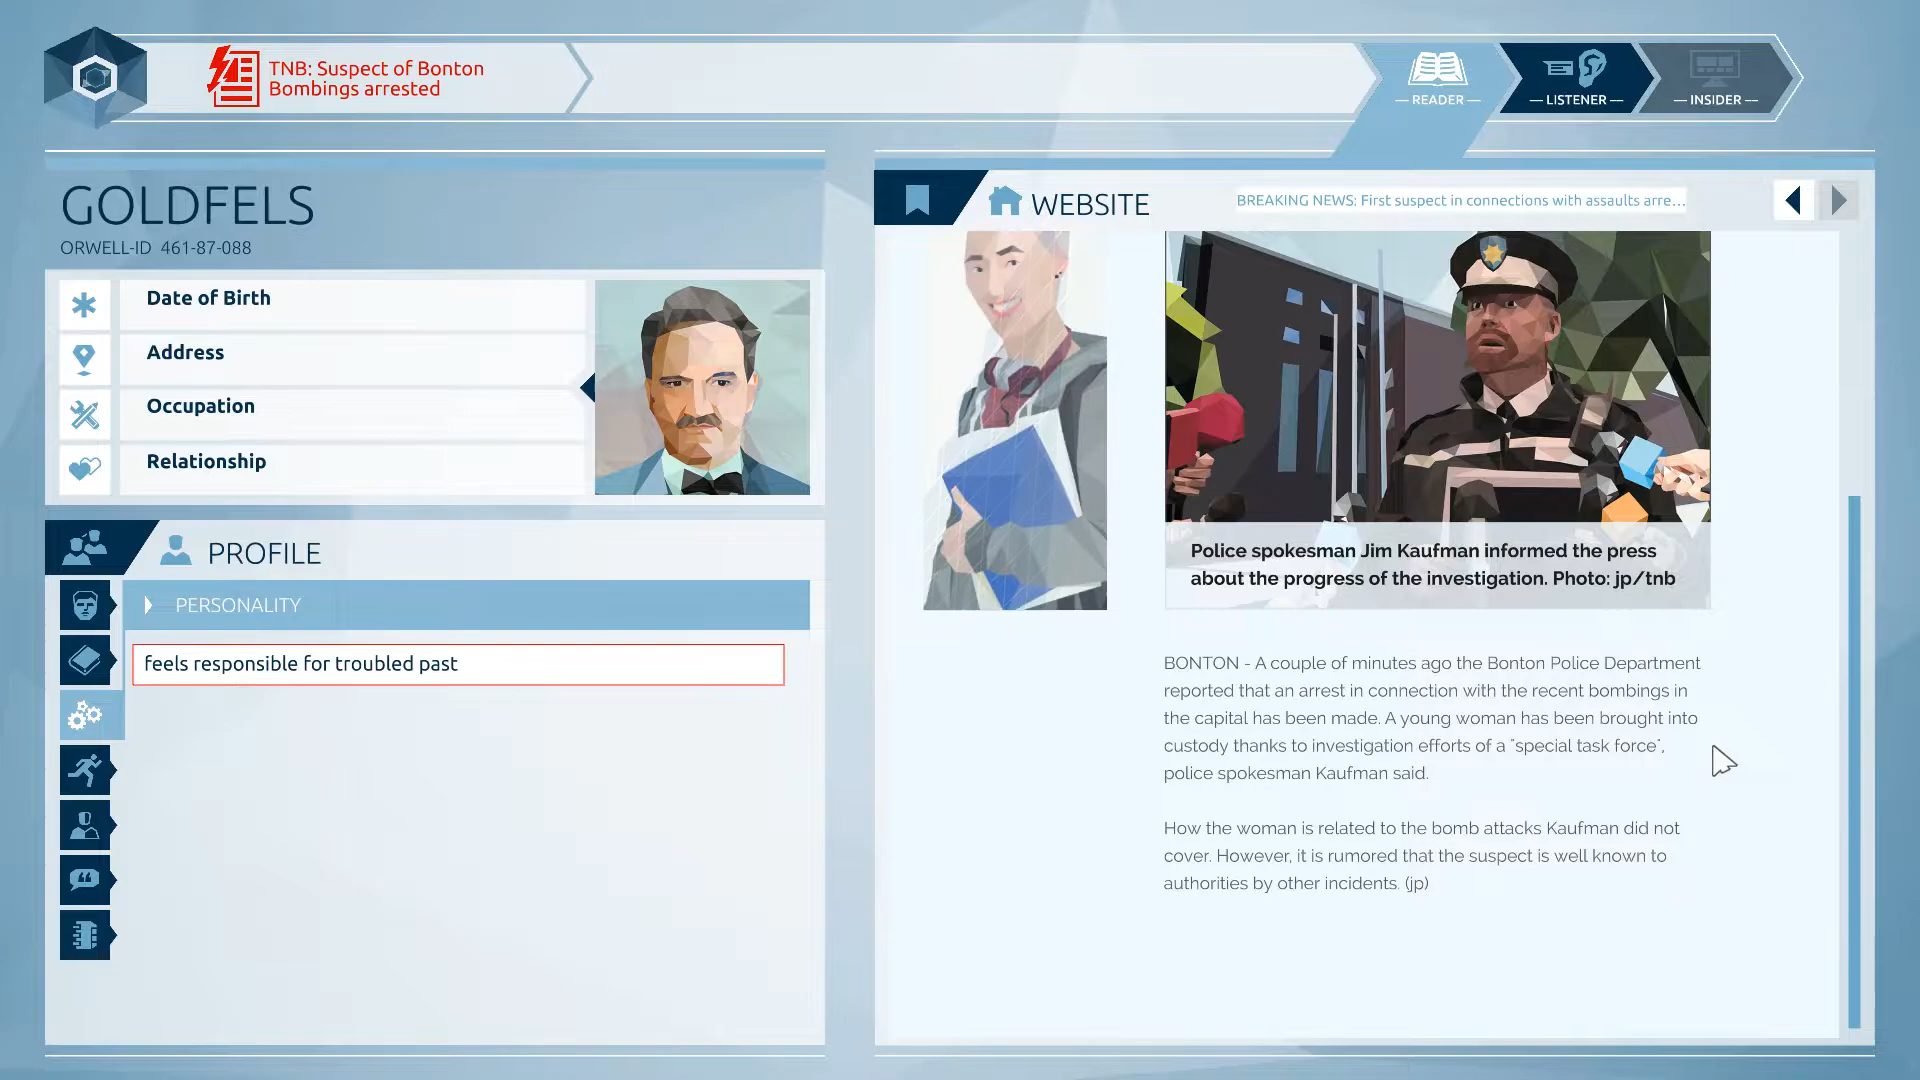 TNB: Suspect of Bonton
Bombings arrested
READER
LISTENER
INSIDER
GOLDFELS
ORWELL-ID 461-87-088
Date of Birth
Address
Occupation
Relationship
PROFILE
PERSONALITY
feels responsible for troubled past
WEBSITE
BREAKING NEWS: First suspect in connections with assaults arre...
Police spokesman Jim Kaufman informed the press
about the progress of the investigation. Photo: jp/tnb
BONTON - A couple of minutes ago the Bonton Police Department
reported that an arrest in connection with the recent bombings in
the capital has been made. A young woman has been brought into
custody thanks to investigation efforts of a "special task force",
police spokesman Kaufman said.
How the woman is related to the bomb attacks Kaufman did not
cover. However, it is rumored that the suspect is well known to
authorities by other incidents. (jp)